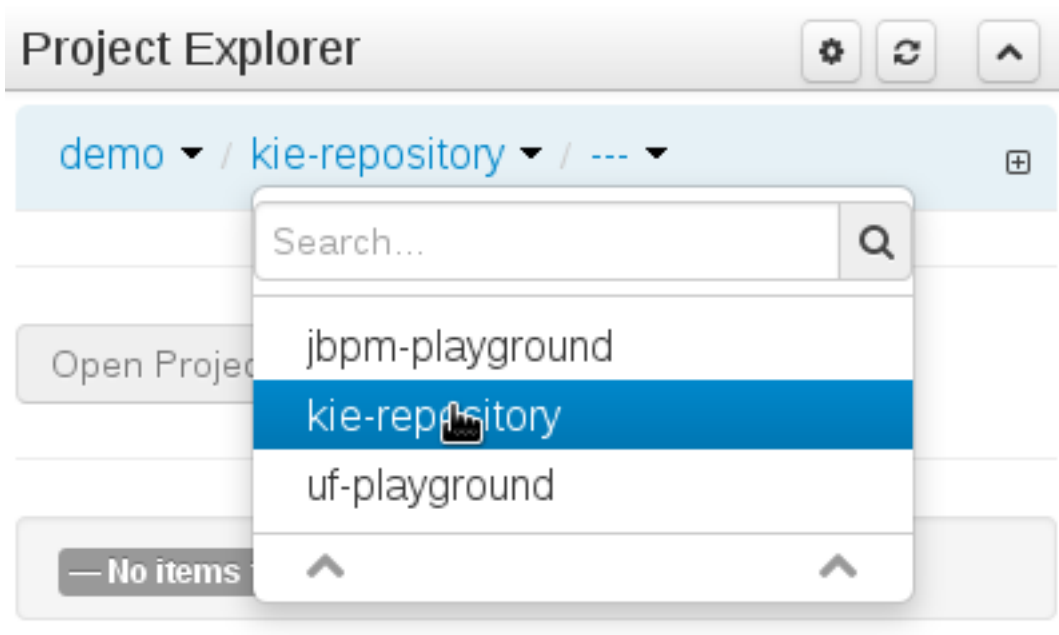 Project Explorer
demo / kie-repository / ---
Search...
jbpm-playground
Open Projec
kie-repository
uf-playground
— No items